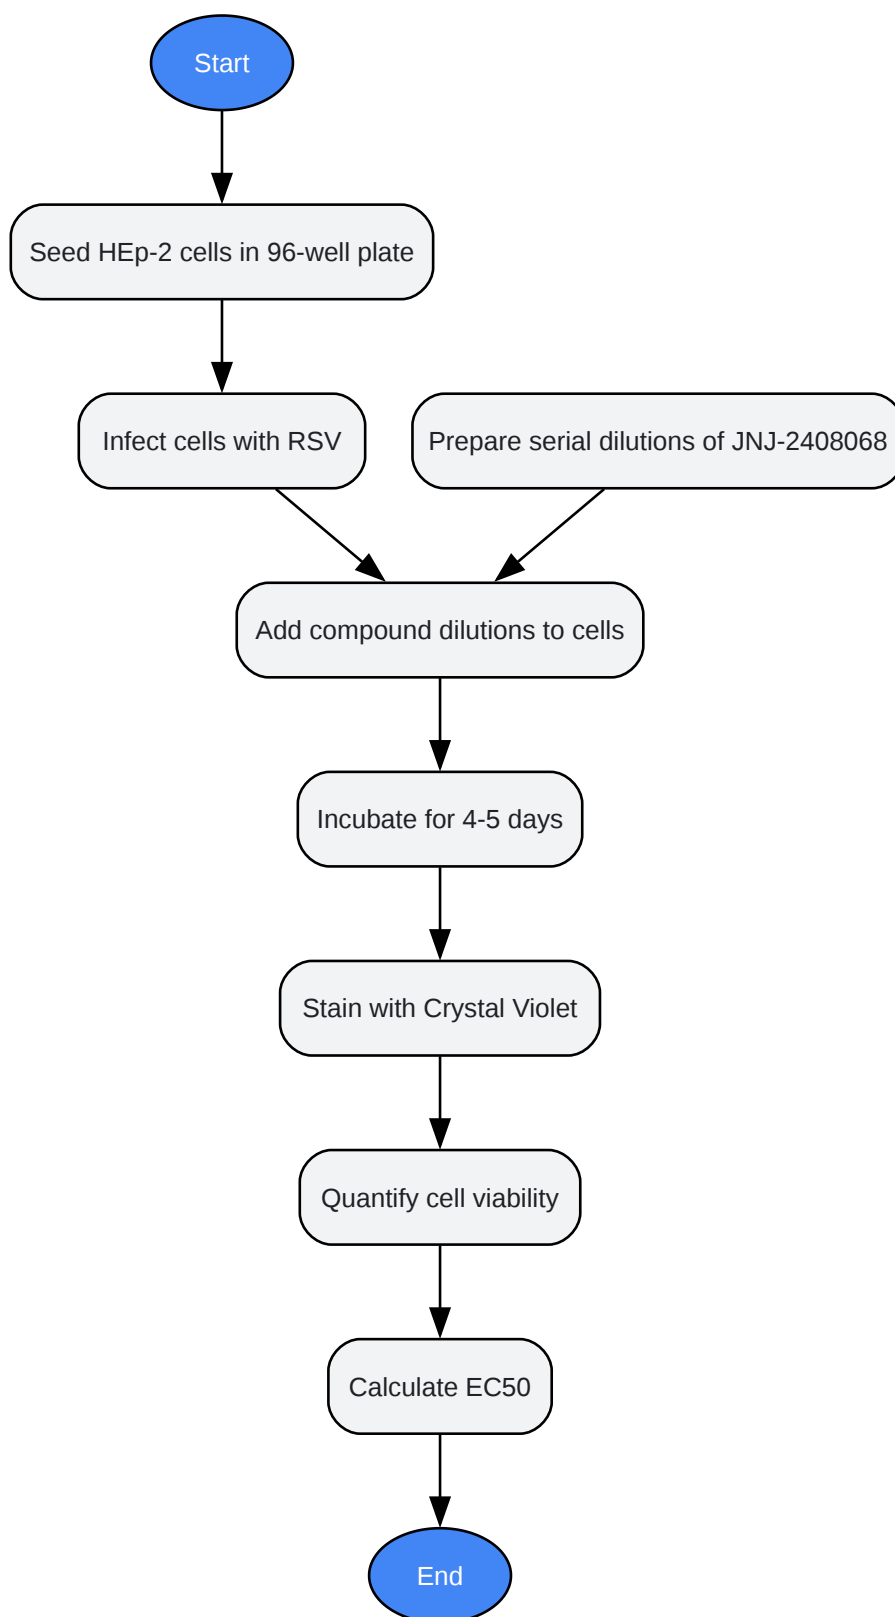 Start
Seed HEp-2 cells in 96-well plate
Infect cells with RSV
Prepare serial dilutions of JNJ-2408068
Add compound dilutions to cells
Incubate for 4-5 days
Stain with Crystal Violet
Quantify cell viability
Calculate EC50
End